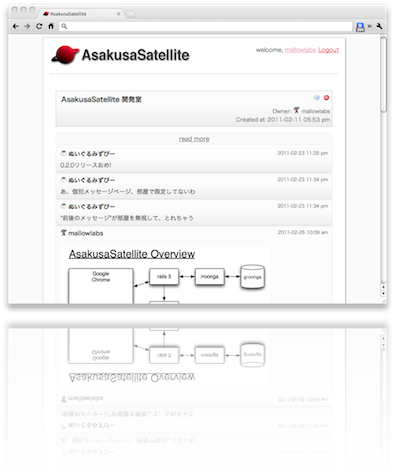 AsakusaSatellite
AsakusaSatellite
welcome, mallowlabs Logout
AsakusaSatellite 開発室
Owner: mallowlabs
Created at: 2011-02-11 05:53 pm
read more
ぬいぐるみずぴー 2011-02-23 11:26 pm
0.2.0リリースおめ!
ぬいぐるみずぴー 2011-02-23 11:34 pm
あ、個別メッセージページ、部屋で限定してないわ
ぬいぐるみずぴー 2011-02-23 11:34 pm
"前後のメッセージ"が部屋を無視して、とれちゃう
mallowlabs 2011-02-26 10:09 am
AsakusaSatellite Overview
Google
Chrome
rails 3
rroonga
groonga